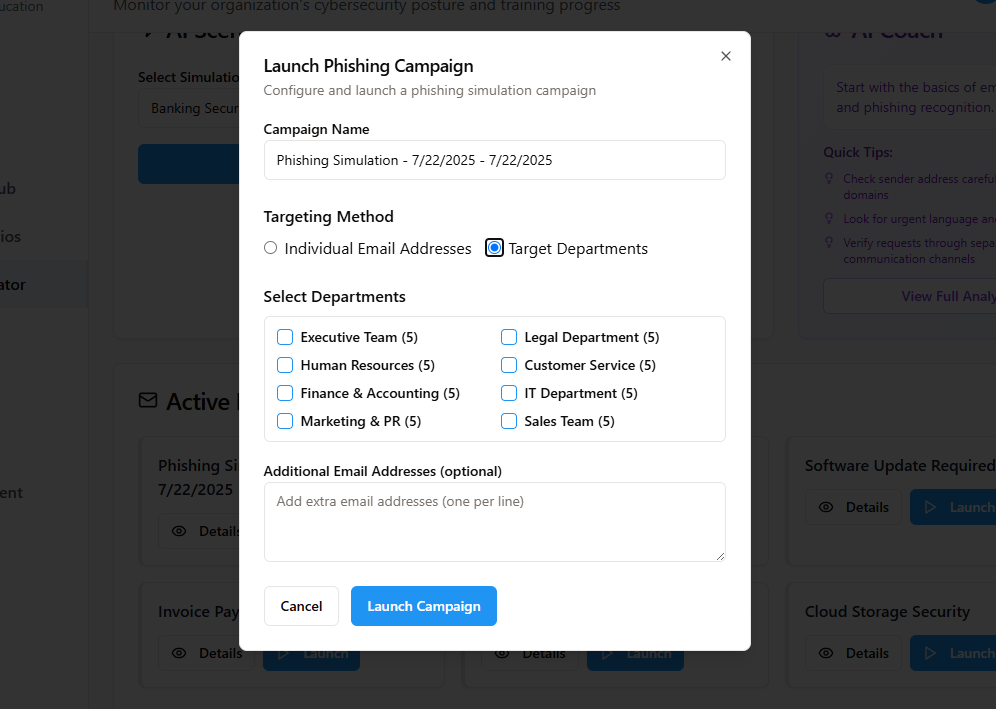 ucation
Monitor your organization's cybersecurity posture and training progress
Launch Phishing Campaign
Configure and launch a phishing simulation campaign
Campaign Name
Phishing Simulation - 7/22/2025 - 7/22/2025
Targeting Method
Individual Email Addresses
Target Departments
Select Departments
Executive Team (5)
Legal Department (5)
Human Resources (5)
Customer Service (5)
Finance & Accounting (5)
IT Department (5)
Marketing & PR (5)
Sales Team (5)
Additional Email Addresses (optional)
Add extra email addresses (one per line)
Cancel
Launch Campaign
Select Simulatio
Banking Secur
AI Coach
Start with the basics of em
and phishing recognition.
Quick Tips:
Check sender address carefu
domains
Look for urgent language an
Verify requests through sepa
communication channels
View Full Analy
ub
ios
ator
ent
Active
Phishing Si
7/22/2025
Details
Software Update Required
Details
Launch
Invoice Pay
Details
Launch
Details
Launch
Cloud Storage Security
Details
Launch